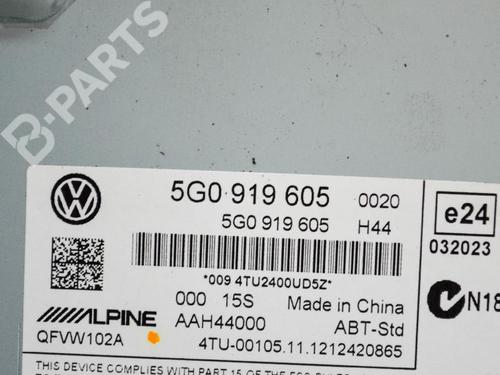 B-PARTS
5G0 919 605 0020
5G0 919 605 H44
*009 4TU2400UD5Z*
000 15S Made in China
ALPINE AAH44000 ABT-Std
QFVW102A 4TU-00105.11.1212420865
e24
032023
N18
THIS DEVICE COMPLIES WITH PART 15 OF THE